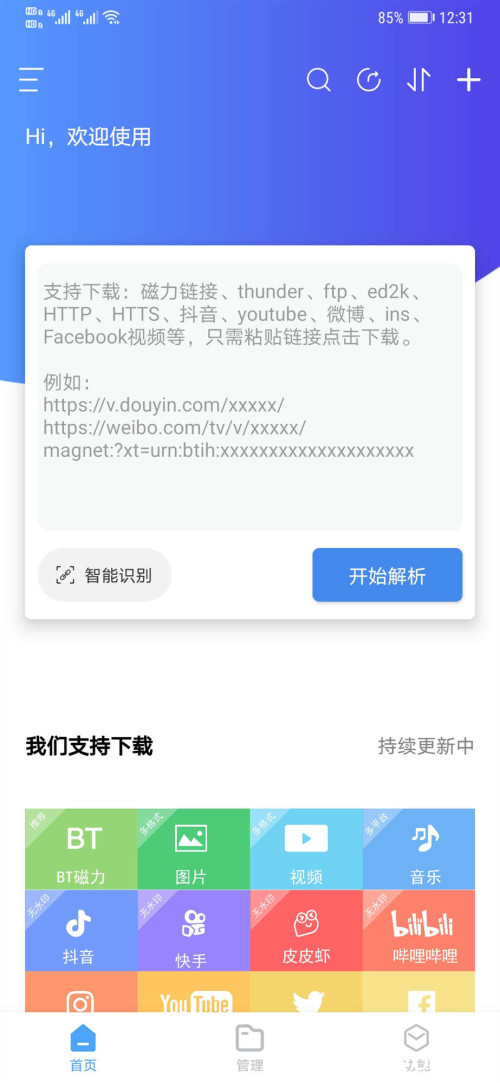 HD 4G 4G 85% 12:31
HD
Hi，欢迎使用
支持下载：磁力链接、thunder、ftp、ed2k、
HTTP、HTTS、抖音、youtube、微博、ins、
Facebook视频等，只需粘贴链接点击下载。
例如：
https://v.douyin.com/xxxxx/
https://weibo.com/tv/v/xxxxx/
magnet:?xt=urn:btih:xxxxxxxxxxxxxxxxxxxx
智能识别
开始解析
我们支持下载
持续更新中
推荐 多格式 多格式 多平台
BT
BT磁力 图片 视频 音乐
无水印 无水印 无水印 无水印
bilibili
抖音 快手 皮皮虾 哔哩哔哩
YouTube
首页 管理 功能